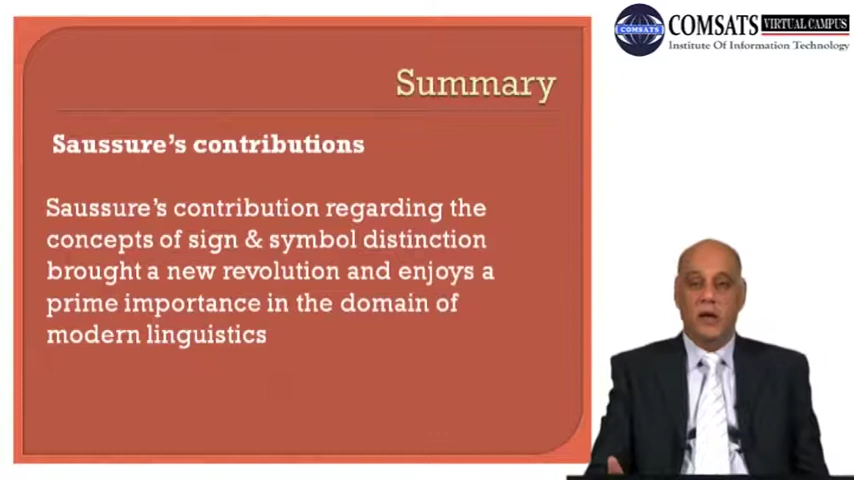 COMSATS VIRTUAL CAMPUS
COMSATS
Institute Of Information Technology
Summary
Saussure's contributions
Saussure's contribution regarding the
concepts of sign & symbol distinction
brought a new revolution and enjoys a
prime importance in the domain of
modern linguistics